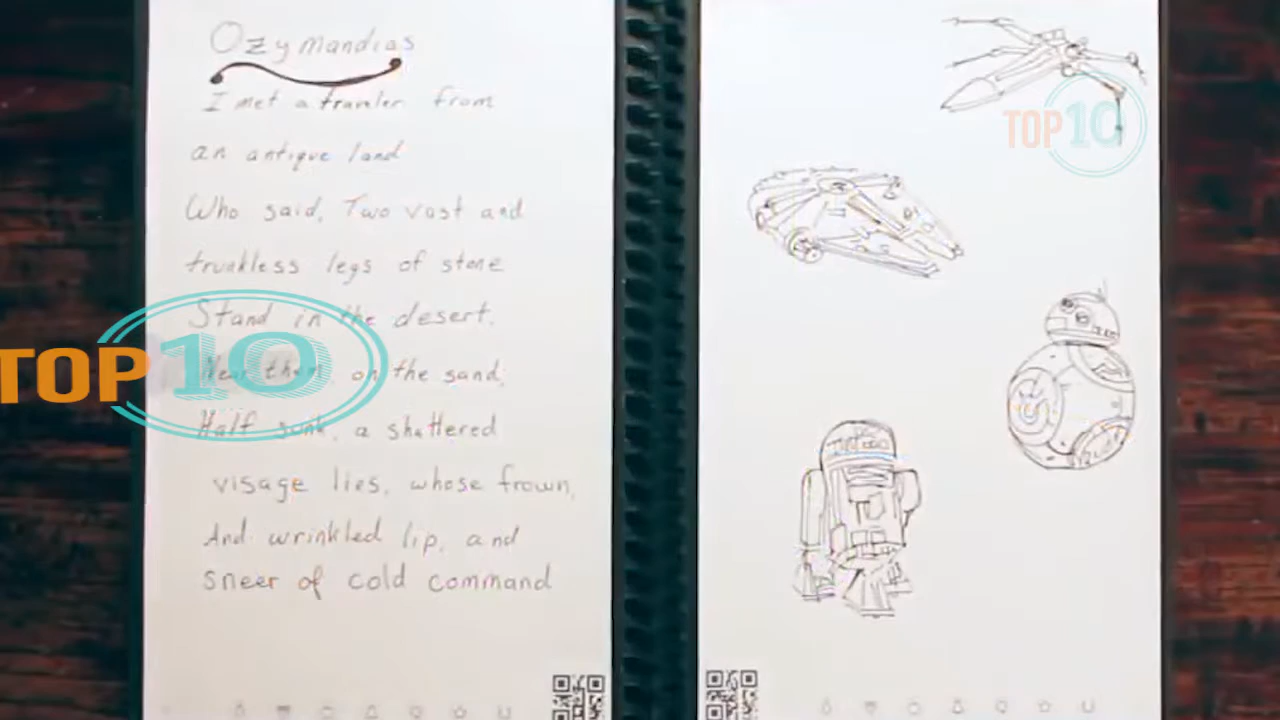 Ozymandias
I met a traveler from
an antique land
Who said, Two vast and
trunkless legs of stone
Stand in the desert.
Near them on the sand,
Half sunk, a shattered
visage lies, whose frown,
And wrinkled lip, and
sneer of cold command
TOP10
TOP10